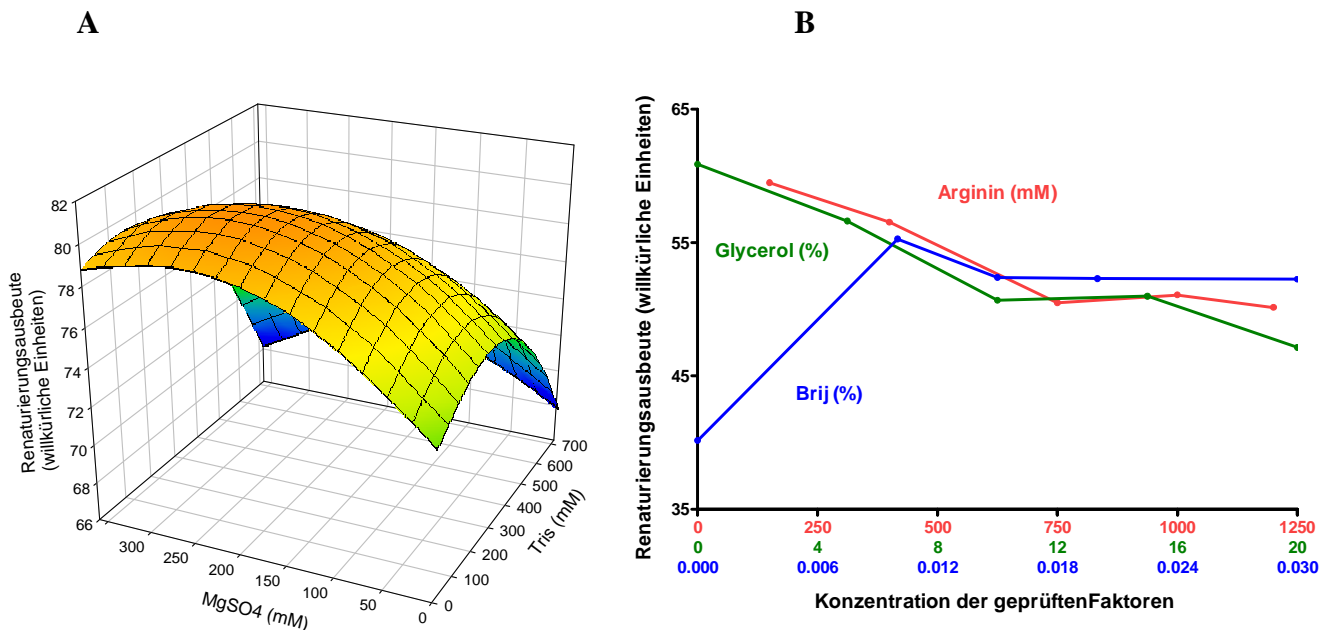 A
B
Renaturierungsausbeute
(willkürliche Einheiten)
82
80
78
76
74
72
70
68
66
300
250
200
150
100
50
0
MgSO4 (mM)
0
100
200
300
400
500
600
700
Tris (mM)
Renaturierungsausbeute (willkürliche Einheiten)
65
55
45
35
Arginin (mM)
Glycerol (%)
Brij (%)
0 250 500 750 1000 1250
0 4 8 12 16 20
0.000 0.006 0.012 0.018 0.024 0.030
Konzentration der geprüftenFaktoren